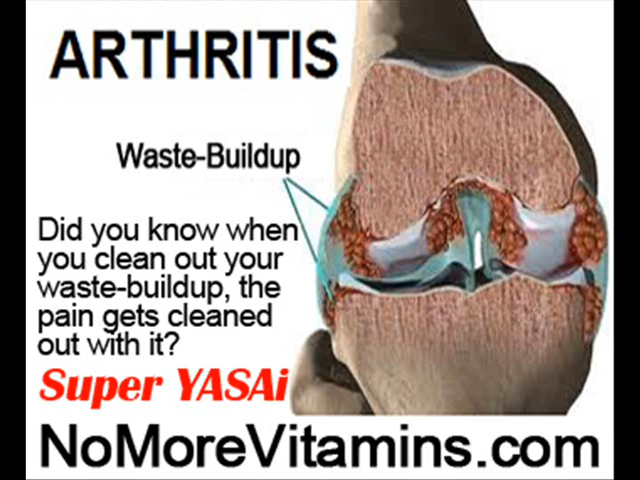 ARTHRITIS
Waste-Buildup
Did you know when
you clean out your
waste-buildup, the
pain gets cleaned
out with it?
Super YASAi
NoMoreVitamins.com